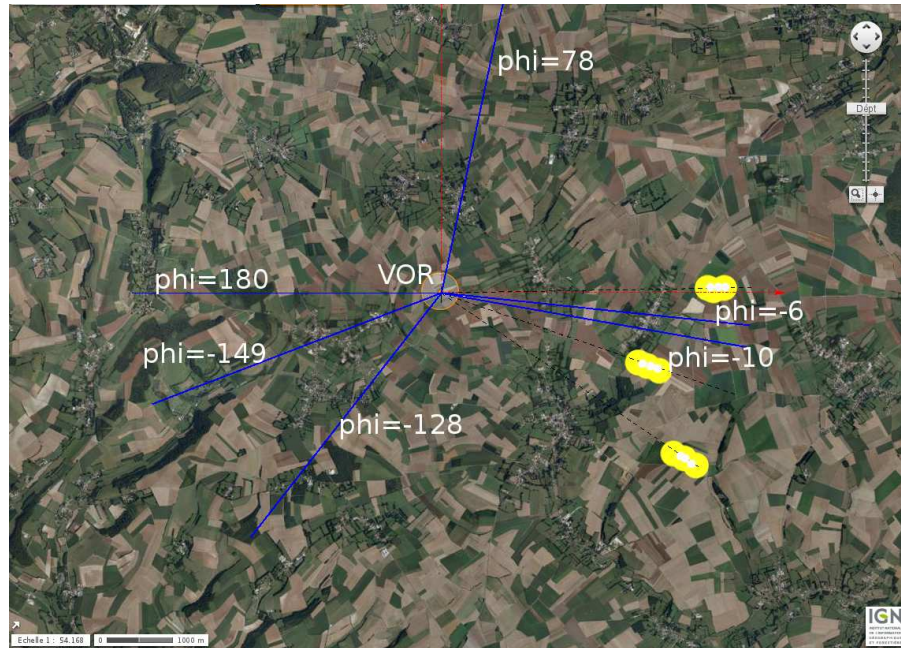 phi=78
Dépt
VOR
phi=180
phi=-6
phi=-149
phi=-10
phi=-128
IGN
Echelle 1 : 54.168
0
1000 m